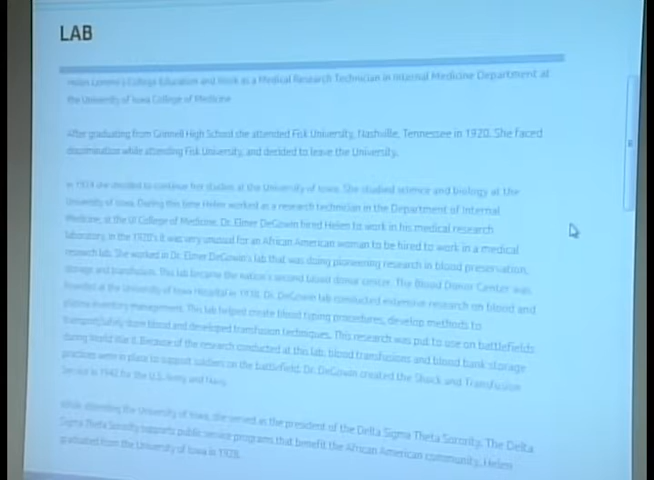 LAB
Helen Lemme's College Education and Work as a Medical Research Technician in Internal Medicine Department at
the University of Iowa College of Medicine
After graduating from Grinnell High School she attended Fisk University, Nashville, Tennessee in 1920. She faced
discrimination while attending Fisk University, and decided to leave the University.
In 1924 she decided to continue her studies at the University of Iowa. She studied science and biology at the
University of Iowa. During this time Helen worked as a research technician in the Department of Internal
Medicine, at the UI College of Medicine. Dr. Elmer DeGowin hired Helen to work in his medical research
laboratory. In the 1920's it was very unusual for an African American woman to be hired to work in a medical
research lab. She worked in Dr. Elmer DeGowin's lab that was doing pioneering research in blood preservation,
storage and transfusion. This lab became the nation's second blood donor center. The Blood Donor Center was
founded at the University of Iowa Hospital in 1938. Dr. DeGowin lab conducted extensive research on blood and
plasma inventory management. This lab helped create blood typing procedures, develop methods to
transport/safely store blood and developed transfusion techniques. This research was put to use on battlefields
during World War II. Because of the research conducted at this lab, blood transfusions and blood bank storage
practices were in place to support soldiers on the battlefield. Dr. DeGowin created the Shock and Transfusion
Service in 1942 for the U.S. Army and Navy.
While attending the University of Iowa, she served as the president of the Delta Sigma Theta Sorority. The Delta
Sigma Theta Sorority supports public service programs that benefit the African American community. Helen
graduated from the University of Iowa in 1928.